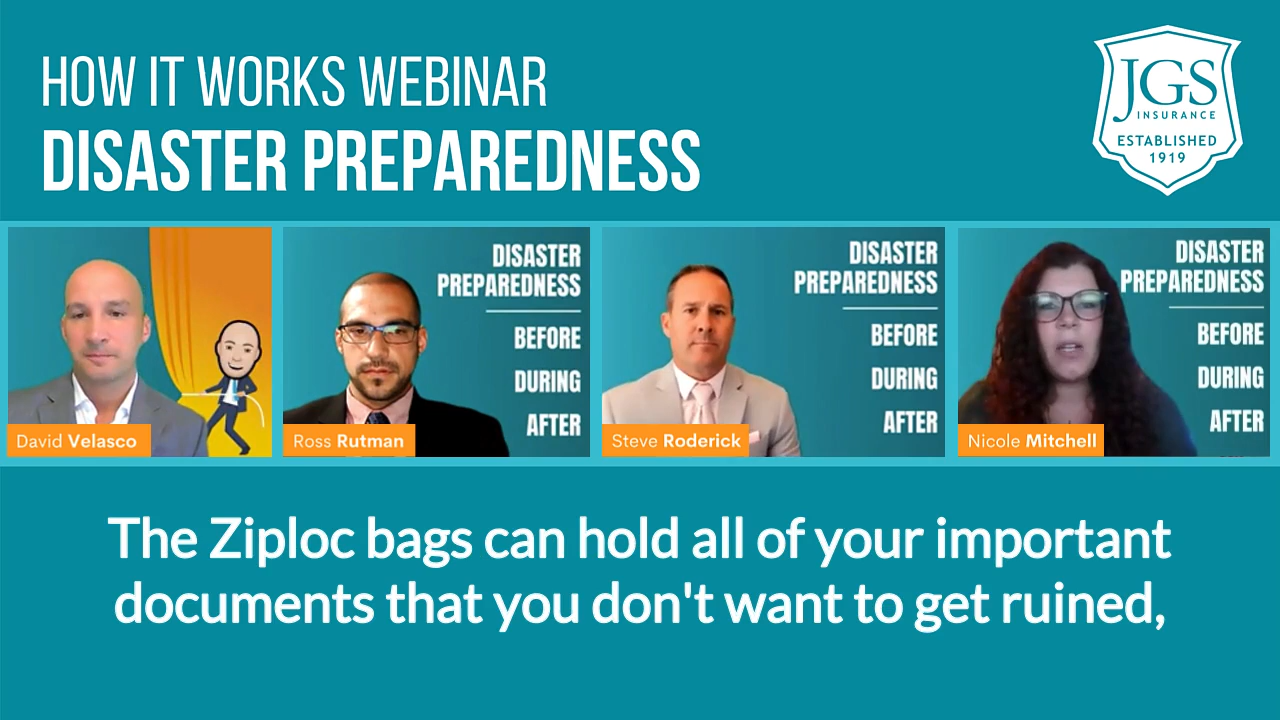 HOW IT WORKS WEBINAR
DISASTER PREPAREDNESS
JGS
INSURANCE
ESTABLISHED
1919
David Velasco
DISASTER
PREPAREDNESS
BEFORE
DURING
AFTER
Ross Rutman
DISASTER
PREPAREDNESS
BEFORE
DURING
AFTER
Steve Roderick
DISASTER
PREPAREDNESS
BEFORE
DURING
AFTER
Nicole Mitchell
The Ziploc bags can hold all of your important
documents that you don't want to get ruined,